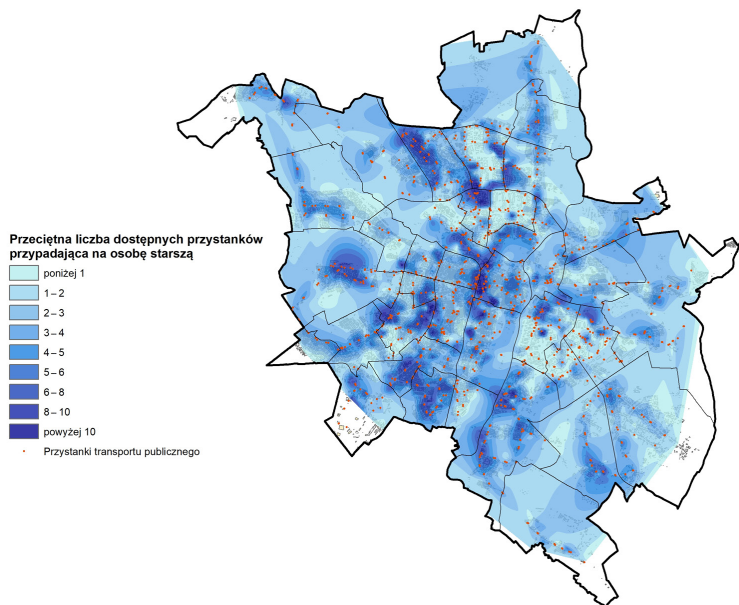 Przeciętna liczba dostępnych przystanków
przypadająca na osobę starszą
poniżej 1
1 – 2
2 – 3
3 – 4
4 – 5
5 – 6
6 – 8
8 – 10
powyżej 10
Przystanki transportu publicznego